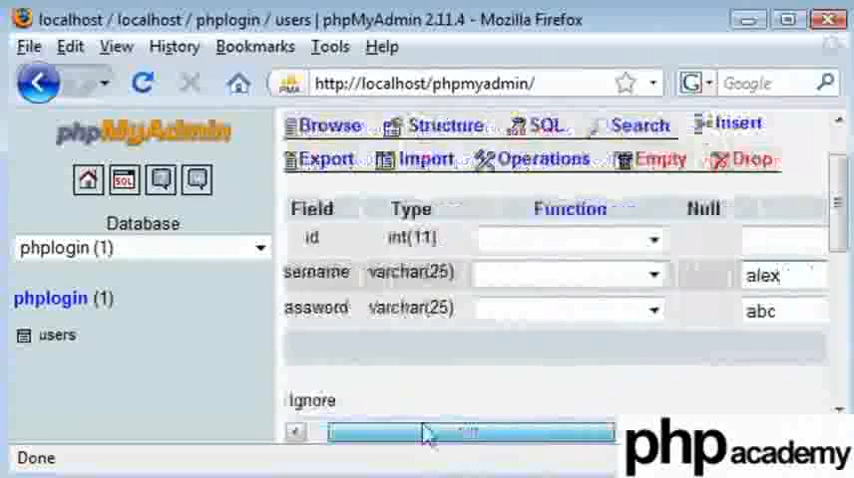 localhost / localhost / phplogin / users | phpMyAdmin 2.11.4 - Mozilla Firefox
File Edit View History Bookmarks Tools Help
http://localhost/phpmyadmin/
Google
phpMyAdmin
Browse Structure SQL Search Insert
Export Import Operations Empty Drop
SQL
Database
phplogin (1)
phplogin (1)
users
Field Type Function Null
id int(11)
sername varchar(25) alex
assword varchar(25) abc
Ignore
Done
php academy